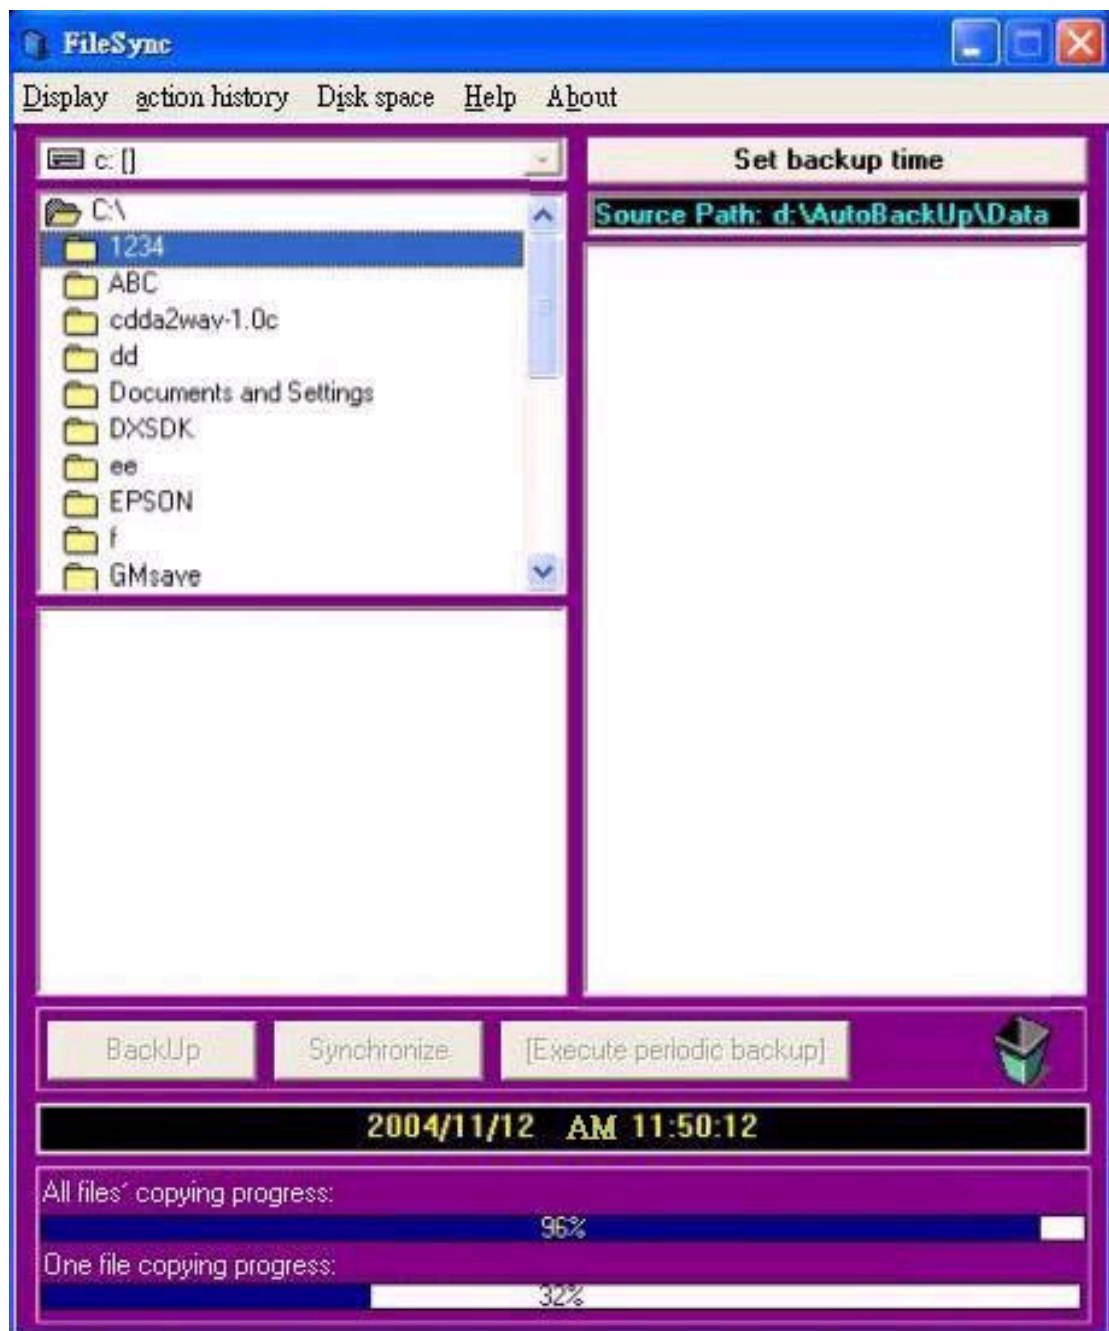 FileSync
Display action history Disk space Help About
c: []
Set backup time
C:\
Source Path: d:\AutoBackUp\Data
1234
ABC
cdda2wav-1.0c
dd
Documents and Settings
DXSDK
ee
EPSON
f
GMsave
BackUp
Synchronize
[Execute periodic backup]
2004/11/12 AM 11:50:12
All files' copying progress:
96%
One file copying progress:
32%